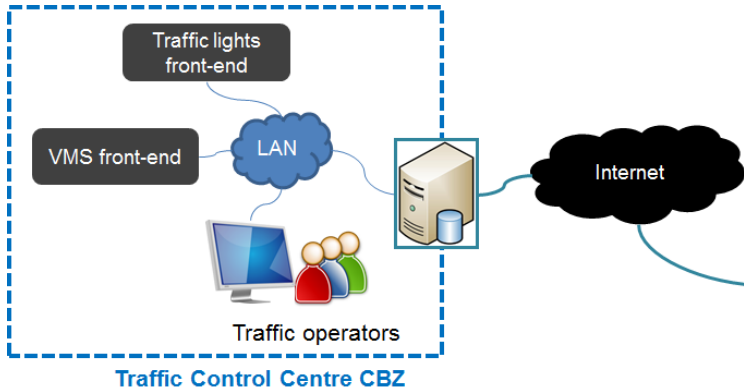 Traffic lights
front-end
VMS front-end
LAN
Internet
Traffic operators
Traffic Control Centre CBZ